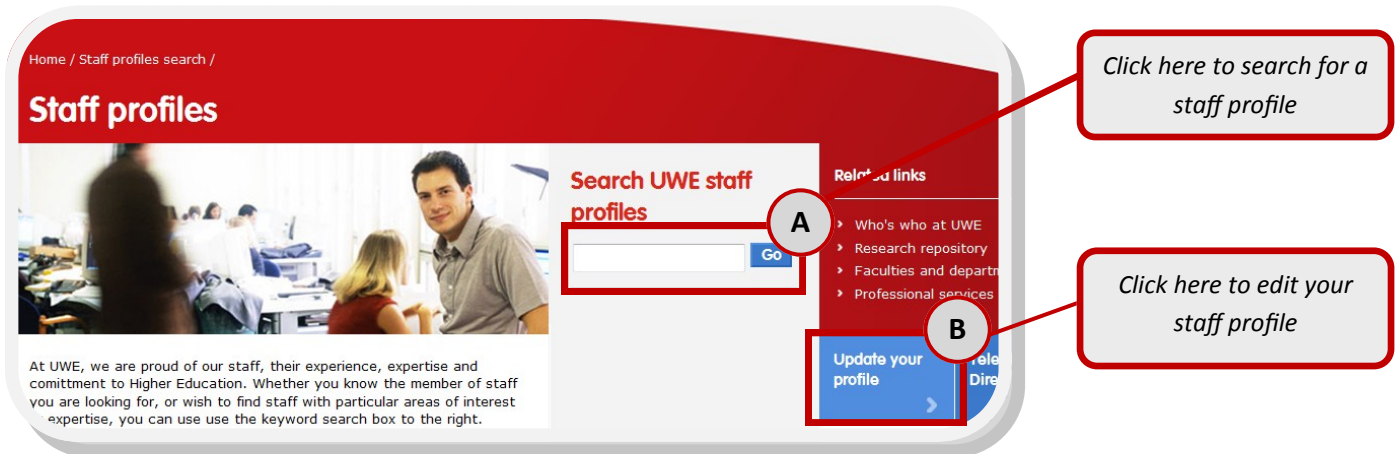 Home / Staff profiles search /
Staff profiles
Search UWE staff
profiles
Go
A
Related links
Who's who at UWE
Research repository
Faculties and departm
Professional services
B
Update your
profile
Tele
Dire
At UWE, we are proud of our staff, their experience, expertise and
comittment to Higher Education. Whether you know the member of staff
you are looking for, or wish to find staff with particular areas of interest
expertise, you can use use the keyword search box to the right.
Click here to search for a
staff profile
Click here to edit your
staff profile